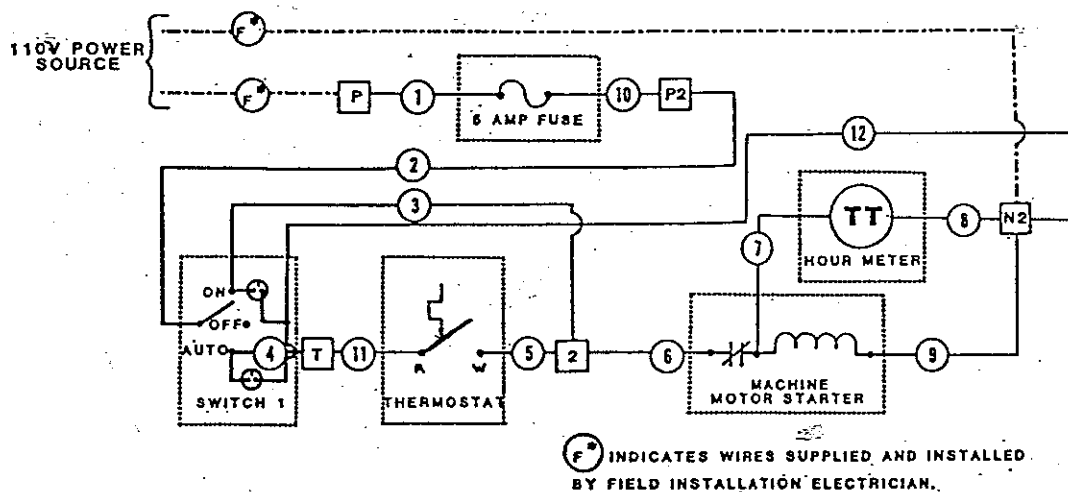 F*
110V POWER
SOURCE
F*
P
1
10
P2
6 AMP FUSE
12
2
3
TT
8
N2
7
HOUR METER
ON
OFF
AUTO
4
T
11
R
W
5
2
6
9
SWITCH 1
THERMOSTAT
MACHINE
MOTOR STARTER
F* INDICATES WIRES SUPPLIED AND INSTALLED
BY FIELD INSTALLATION ELECTRICIAN.